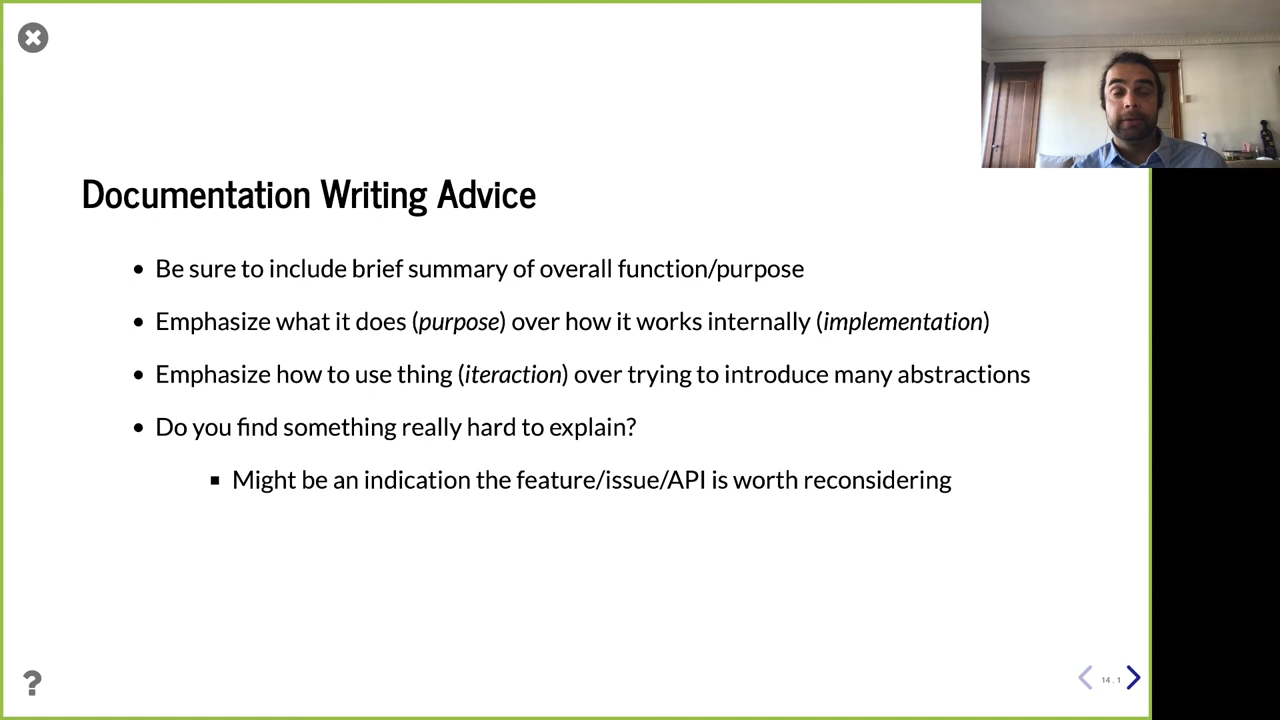 Documentation Writing Advice
Be sure to include brief summary of overall function/purpose
Emphasize what it does (purpose) over how it works internally (implementation)
Emphasize how to use thing (iteraction) over trying to introduce many abstractions
Do you find something really hard to explain?
Might be an indication the feature/issue/API is worth reconsidering
?
14 . 1